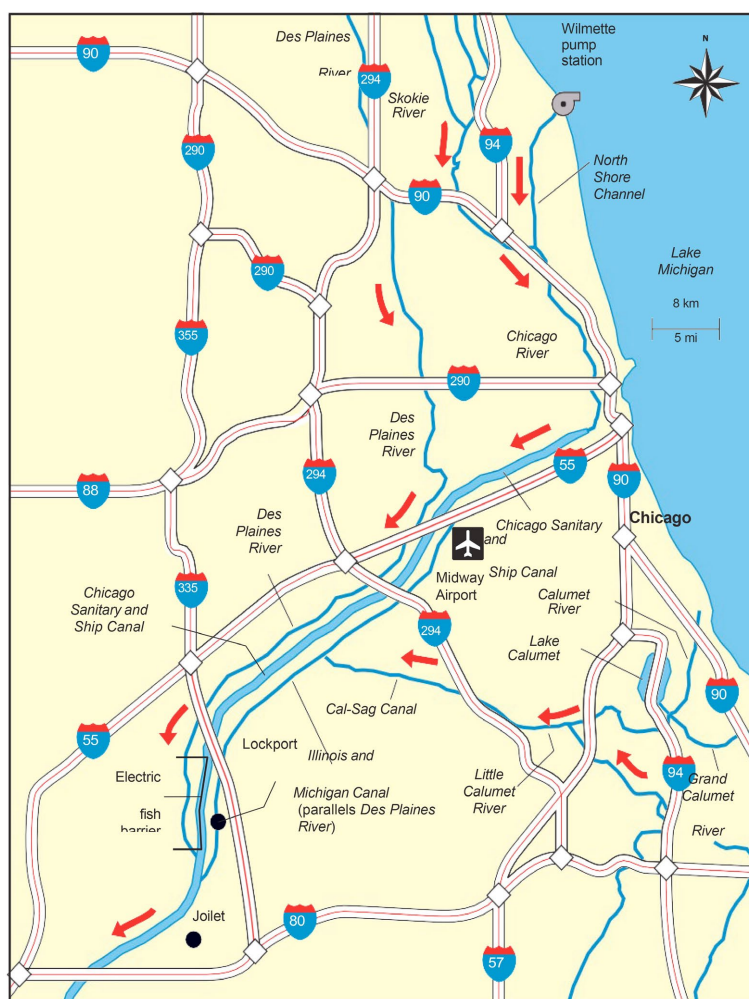 Des Plaines
River
Wilmette
pump
station
N
90
294
Skokie
River
94
290
North
Shore
Channel
90
Lake
Michigan
290
8 km
5 mi
355
Chicago
River
290
Des
Plaines
River
294
55
90
88
Des
Plaines
River
Chicago Sanitary
and
Chicago
Ship Canal
Midway
Airport
Chicago
Sanitary and
Ship Canal
335
Calumet
River
294
Lake
Calumet
90
Cal-Sag Canal
55
Lockport
Illinois and
Electric
fish
barrier
Michigan Canal
(parallels Des Plaines
River)
Little
Calumet
River
94
Grand
Calumet
River
Joilet
80
57